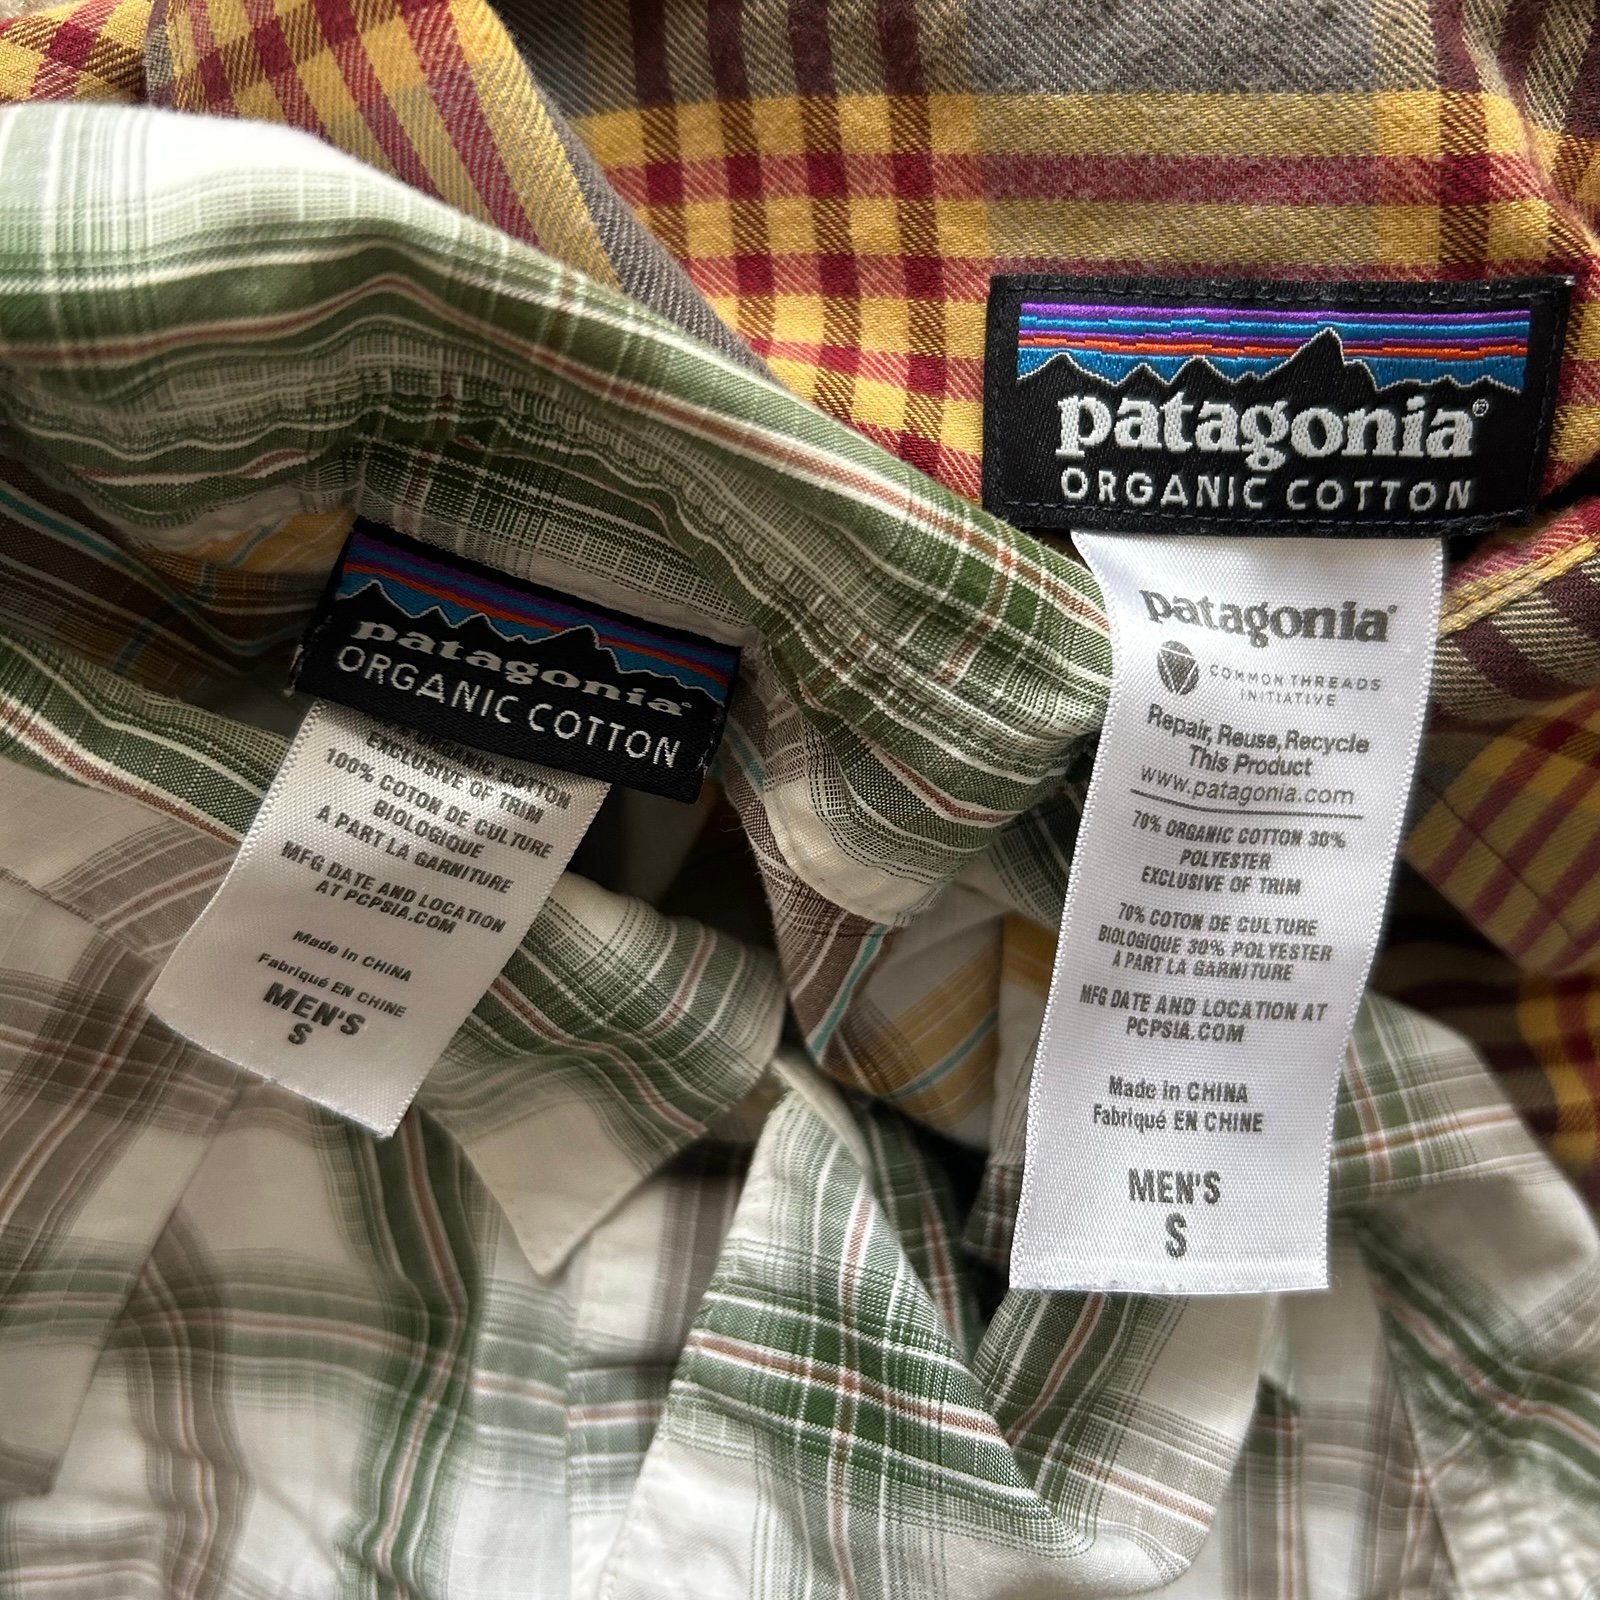 patagonia®
ORGANIC COTTON
ORGANIC COTTON
EXCLUSIVE OF TRIM
100% COTON DE CULTURE
BIOLOGIQUE
A PART LA GARNITURE
MFG DATE AND LOCATION
AT PCPSIA.COM
Made in CHINA
Fabriqué EN CHINE
MEN'S
S
patagonia®
ORGANIC COTTON
patagonia®
COMMON THREADS
INITIATIVE
Repair, Reuse, Recycle
This Product
www.patagonia.com
70% ORGANIC COTTON 30%
POLYESTER
EXCLUSIVE OF TRIM
70% COTON DE CULTURE
BIOLOGIQUE 30% POLYESTER
A PART LA GARNITURE
MFG DATE AND LOCATION AT
PCPSIA.COM
Made in CHINA
Fabriqué EN CHINE
MEN'S
S